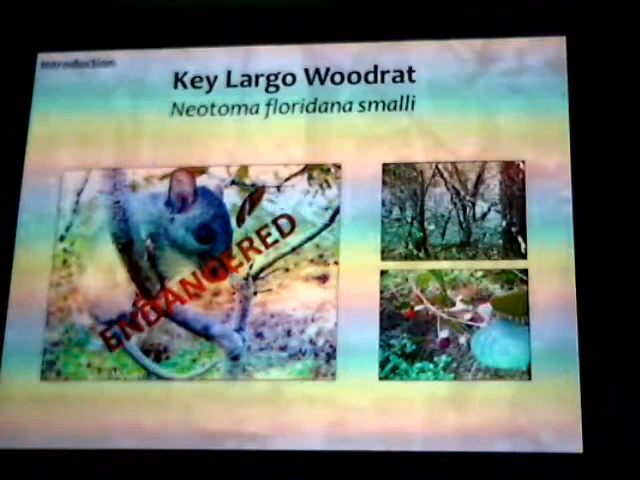 Introduction
Key Largo Woodrat
Neotoma floridana smalli
ENDANGERED